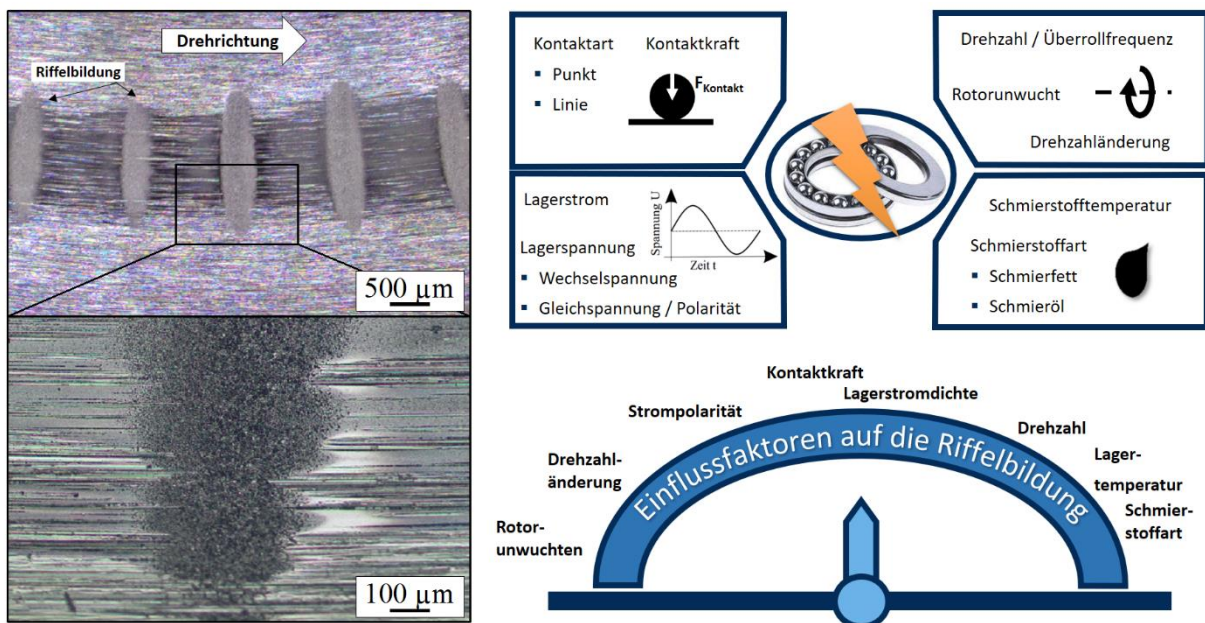 Drehrichtung
Riffelbildung
500 µm
100 µm
Kontaktart
Kontaktkraft
▪ Punkt
▪ Linie
FKontakt
Drehzahl / Überrollfrequenz
Rotorunwucht
Drehzahländerung
Lagerstrom
Lagerspannung
▪ Wechselspannung
▪ Gleichspannung / Polarität
Spannung U
Zeit t
Schmierstofftemperatur
Schmierstoffart
▪ Schmierfett
▪ Schmieröl
Kontaktkraft
Lagerstromdichte
Strompolarität
Drehzahl
Drehzahl-
änderung
Lager-
temperatur
Schmier-
stoffart
Rotor-
unwuchten
Einflussfaktoren auf die Riffelbildung